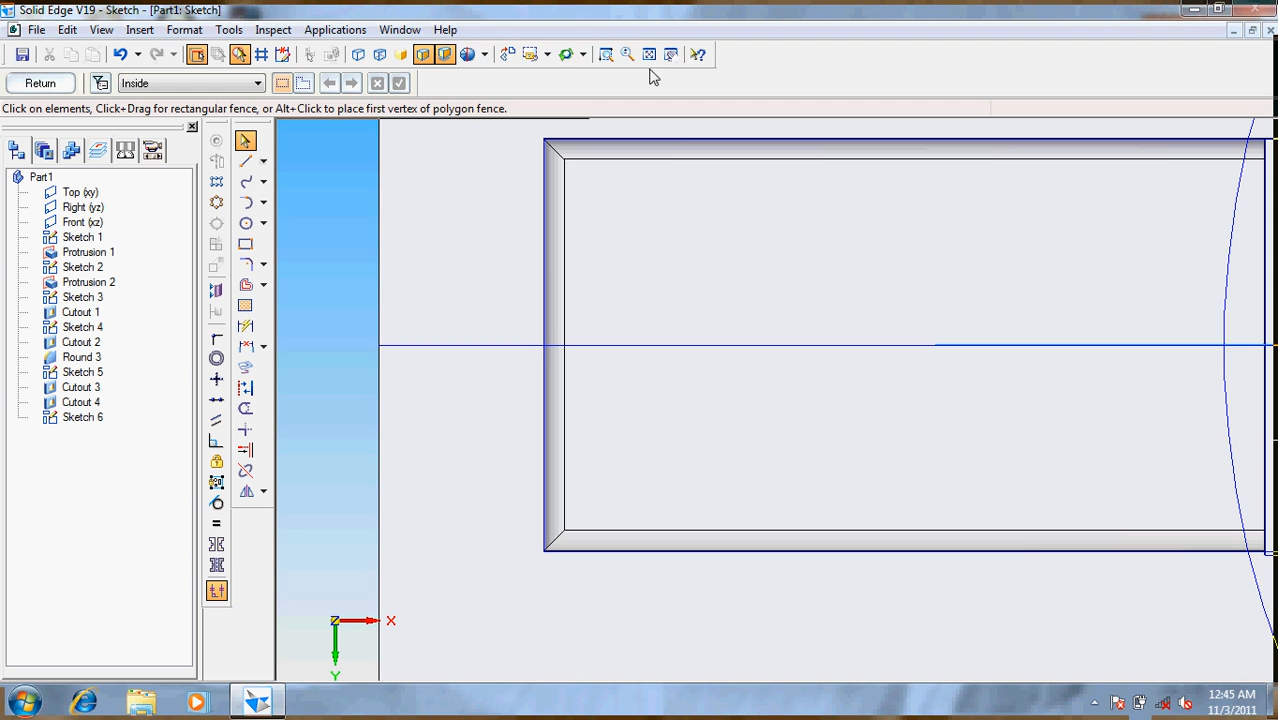 Solid Edge V19 - Sketch - [Part1: Sketch]
File Edit View Insert Format Tools Inspect Applications Window Help
Return Inside
Click on elements, Click+Drag for rectangular fence, or Alt+Click to place first vertex of polygon fence.
Part1
Top (xy)
Right (yz)
Front (xz)
Sketch 1
Protrusion 1
Sketch 2
Protrusion 2
Sketch 3
Cutout 1
Sketch 4
Cutout 2
Round 3
Sketch 5
Cutout 3
Cutout 4
Sketch 6
X
Y
12:45 AM
11/3/2011